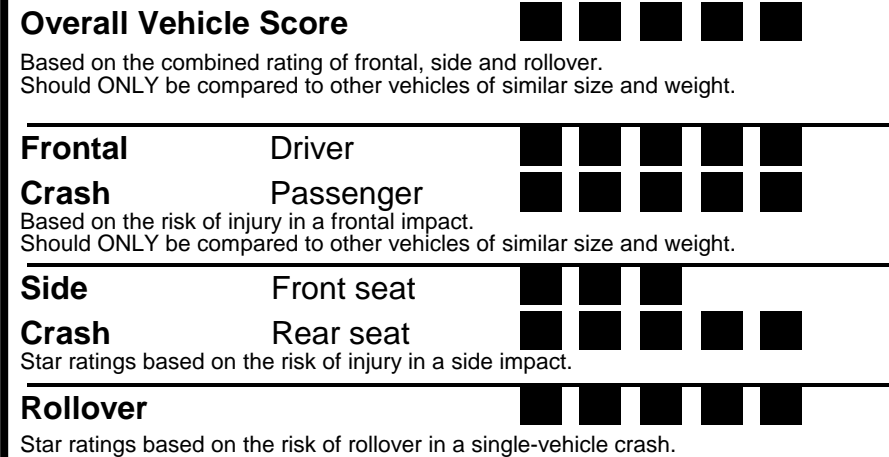 Overall Vehicle Score
Based on the combined rating of frontal, side and rollover.
Should ONLY be compared to other vehicles of similar size and weight.
Frontal Driver
Crash Passenger
Based on the risk of injury in a frontal impact.
Should ONLY be compared to other vehicles of similar size and weight.
Side Front seat
Crash Rear seat
Star ratings based on the risk of injury in a side impact.
Rollover
Star ratings based on the risk of rollover in a single-vehicle crash.